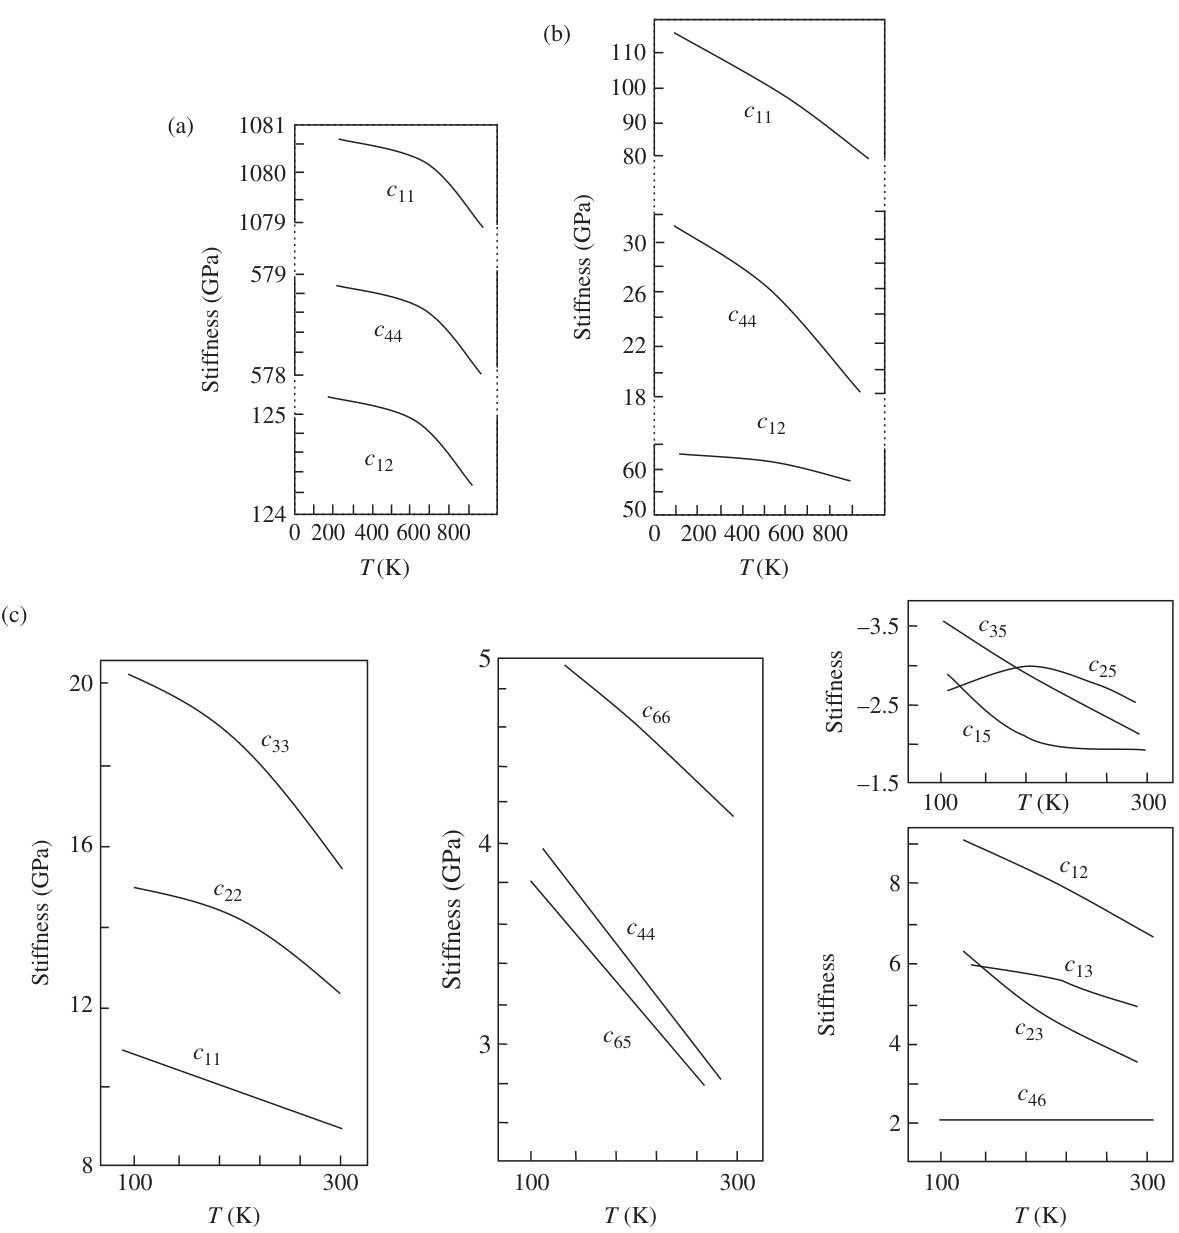 (a)
1081
1080
c11
1079
Stiffness (GPa)
579
c44
578
125
c12
124
0 200 400 600 800
T (K)
(b)
110
100
c11
90
80
Stiffness (GPa)
30
26
c44
22
18
c12
60
50
0 200 400 600 800
T (K)
(c)
20
c33
16
Stiffness (GPa)
c22
12
c11
8
100 300
T (K)
5
c66
4
Stiffness (GPa)
c44
c65
3
100 300
T (K)
–3.5
c35
c25
Stiffness
–2.5
c15
–1.5
100 T (K) 300
8
c12
6
c13
Stiffness
c23
4
c46
2
100 300
T (K)